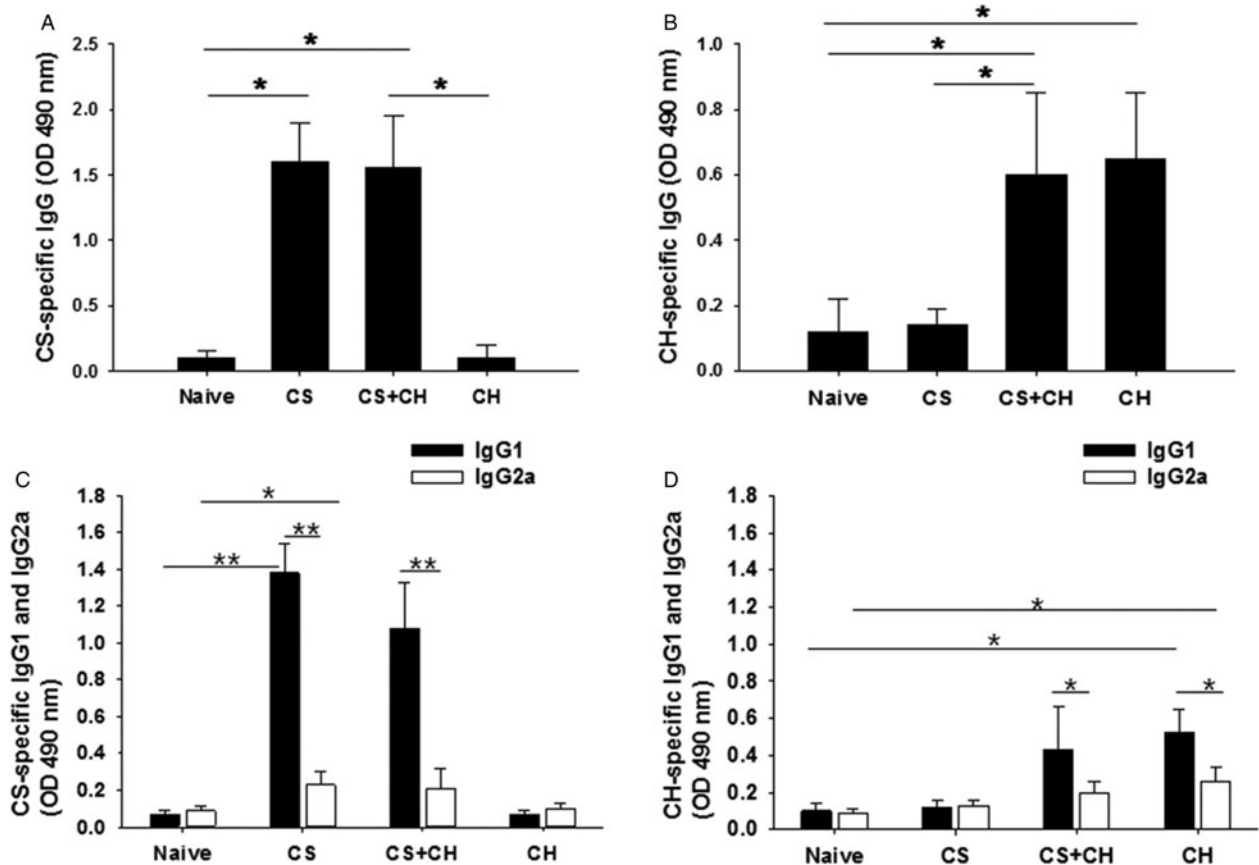 A
CS-specific IgG (OD 490 nm)
2.5
2.0
1.5
1.0
0.5
0.0
*
*
*
Naive CS CS+CH CH
B
CH-specific IgG (OD 490 nm)
1.0
0.8
0.6
0.4
0.2
0.0
*
*
*
Naive CS CS+CH CH
IgG1
IgG2a
C
CS-specific IgG1 and IgG2a
(OD 490 nm)
1.8
1.6
1.4
1.2
1.0
0.8
0.6
0.4
0.2
0.0
*
**
**
**
Naive CS CS+CH CH
IgG1
IgG2a
D
CH-specific IgG1 and IgG2a
(OD 490 nm)
1.8
1.6
1.4
1.2
1.0
0.8
0.6
0.4
0.2
0.0
*
*
*
*
Naive CS CS+CH CH